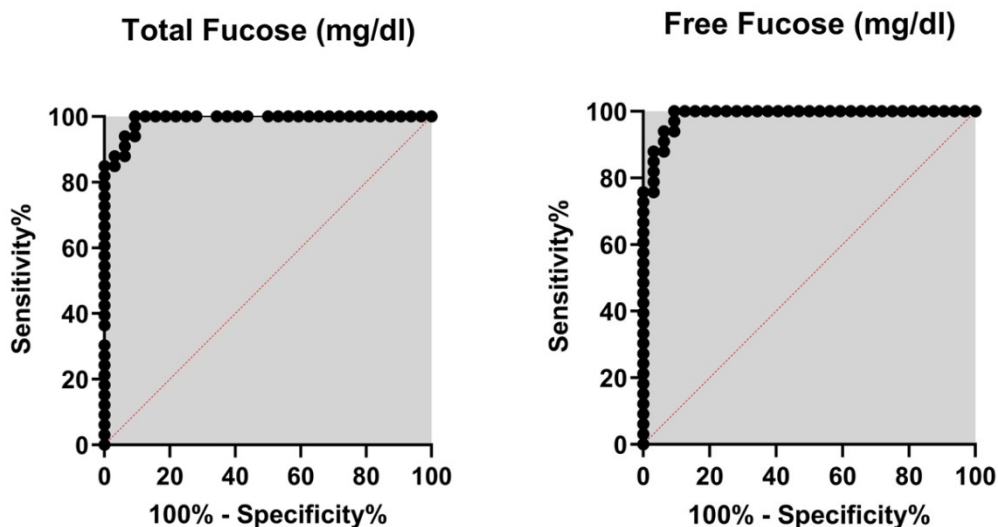 Total Fucose (mg/dl)
100
80
60
40
20
0
Sensitivity%
0 20 40 60 80 100
100% - Specificity%
Free Fucose (mg/dl)
100
80
60
40
20
0
Sensitivity%
0 20 40 60 80 100
100% - Specificity%